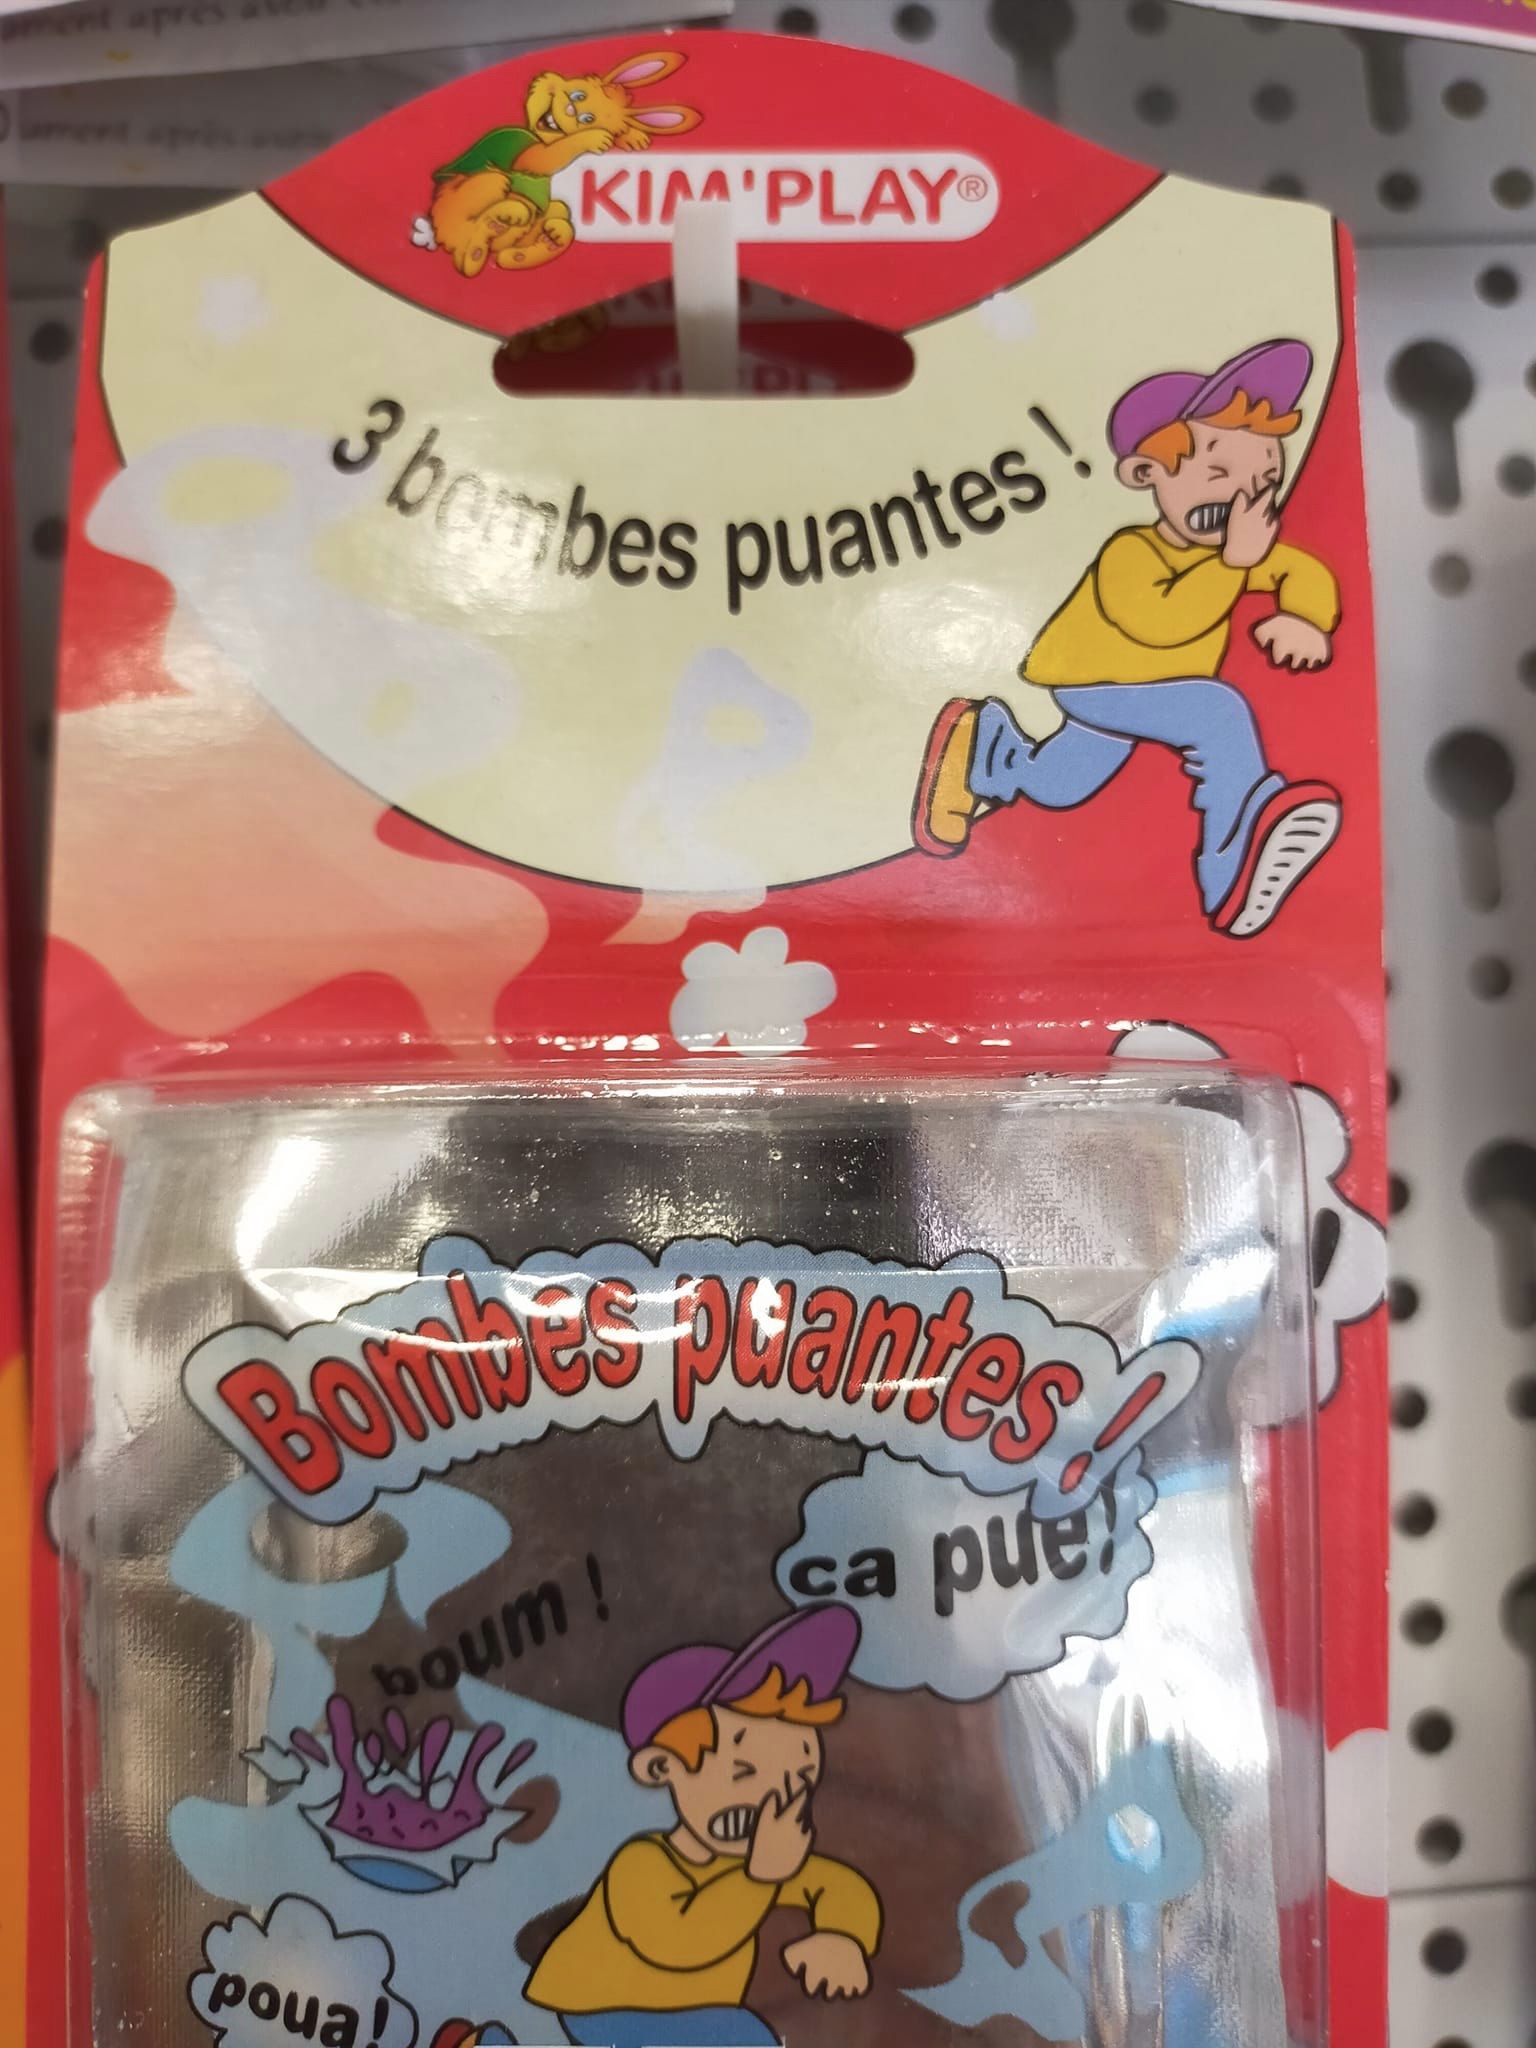 KIM'PLAY®
3 bombes puantes !
Bombes puantes !
ca pue!
boum !
poua!